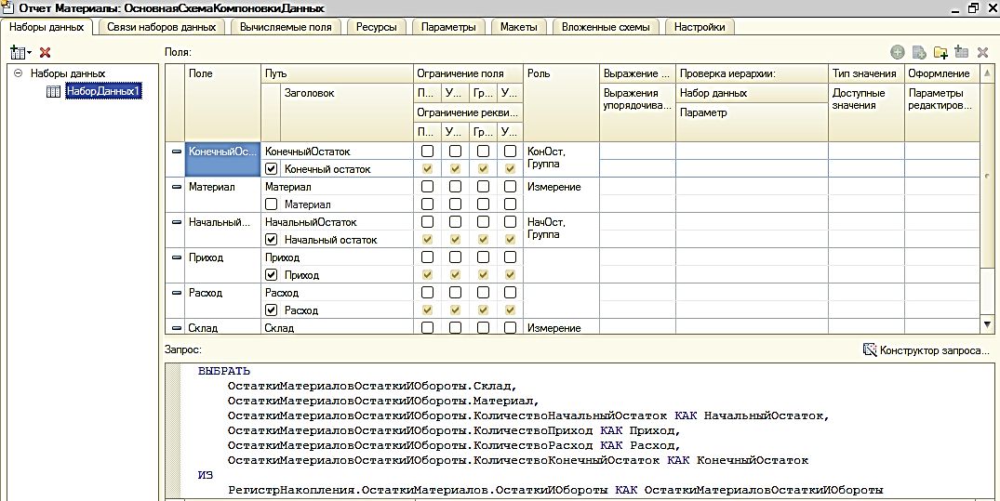 Отчет Материалы: ОсновнаяСхемаКомпоновкиДанных
Наборы данных Связи наборов данных Вычисляемые поля Ресурсы Параметры Макеты Вложенные схемы Настройки
Поля:
Наборы данных
НаборДанных1
Поле Путь Ограничение поля Роль Выражение ... Проверка иерархии: Тип значения Оформление
Заголовок П... У... Гр... У... Выражения упорядочива... Набор данных Доступные значения Параметры редактиров...
Ограничение рекви... Параметр
П... У... Гр... У...
КонечныйОс... КонечныйОстаток КонОст, Группа
Конечный остаток
Материал Материал Измерение
Материал
Начальный... НачальныйОстаток НачОст, Группа
Начальный остаток
Приход Приход
Приход
Расход Расход
Расход
Склад Склад Измерение
Запрос: Конструктор запроса...
ВЫБРАТЬ
ОстаткиМатериаловОстаткиИОбороты.Склад,
ОстаткиМатериаловОстаткиИОбороты.Материал,
ОстаткиМатериаловОстаткиИОбороты.КоличествоНачальныйОстаток КАК НачальныйОстаток,
ОстаткиМатериаловОстаткиИОбороты.КоличествоПриход КАК Приход,
ОстаткиМатериаловОстаткиИОбороты.КоличествоРасход КАК Расход,
ОстаткиМатериаловОстаткиИОбороты.КоличествоКонечныйОстаток КАК КонечныйОстаток
ИЗ
РегистрНакопления.ОстаткиМатериалов.ОстаткиИОбороты КАК ОстаткиМатериаловОстаткиИОбороты